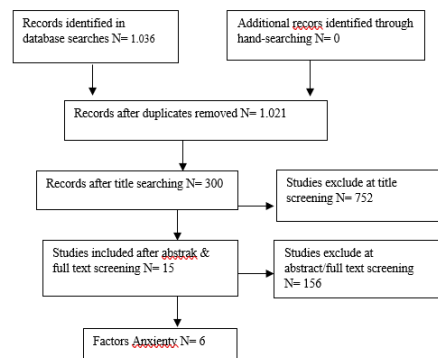 Records identified in
database searches N= 1.036
Additional recors identified through
hand-searching N= 0
Records after duplicates removed N= 1.021
Records after title searching N= 300
Studies exclude at title
screening N= 752
Studies included after abstrak &
full text screening N= 15
Studies exclude at
abstract/full text screening
N= 156
Factors Anxienty N= 6